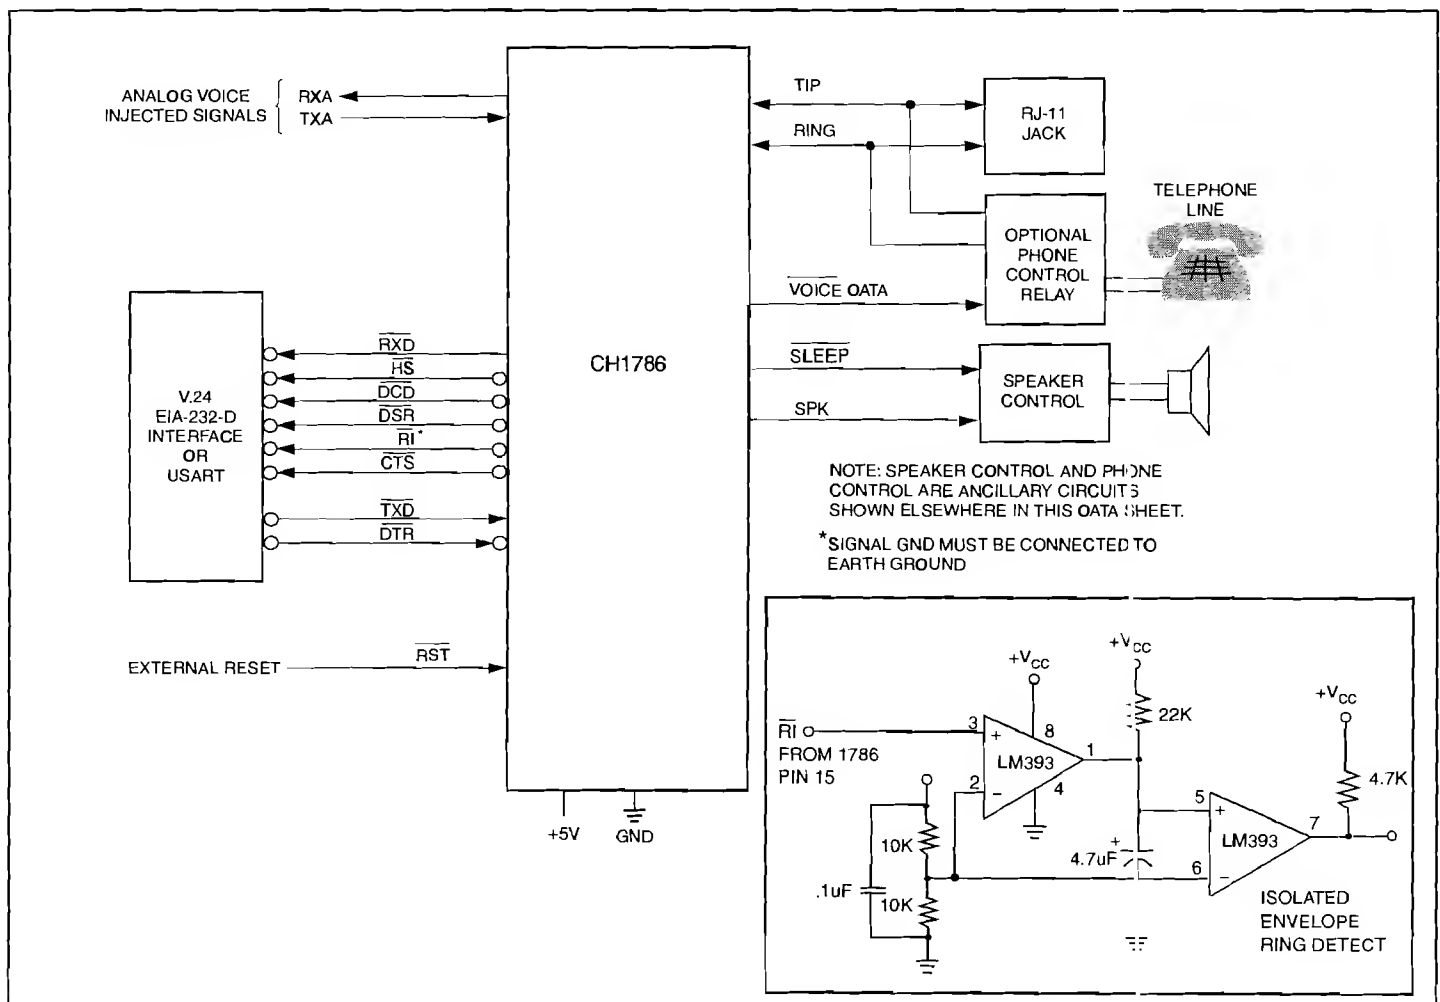 ANALOG VOICE
INJECTED SIGNALS
RXA
TXA
TIP
RING
RJ-11
JACK
TELEPHONE
LINE
OPTIONAL
PHONE
CONTROL
RELAY
VOICE OATA
CH1786
V.24
EIA-232-D
INTERFACE
OR
USART
RXD
HS
DCD
DSR
RI*
CTS
TXD
DTR
SLEEP
SPK
SPEAKER
CONTROL
NOTE: SPEAKER CONTROL AND PHONE
CONTROL ARE ANCILLARY CIRCUITS
SHOWN ELSEWHERE IN THIS OATA SHEET.
*SIGNAL GND MUST BE CONNECTED TO
EARTH GROUND
EXTERNAL RESET
RST
+5V
GND
RI
FROM 1786
PIN 15
+VCC
+VCC
+VCC
3
+
8
LM393
1
2
−
4
22K
4.7K
5
+
7
LM393
6
−
+
4.7uF
10K
.1uF
10K
ISOLATED
ENVELOPE
RING DETECT